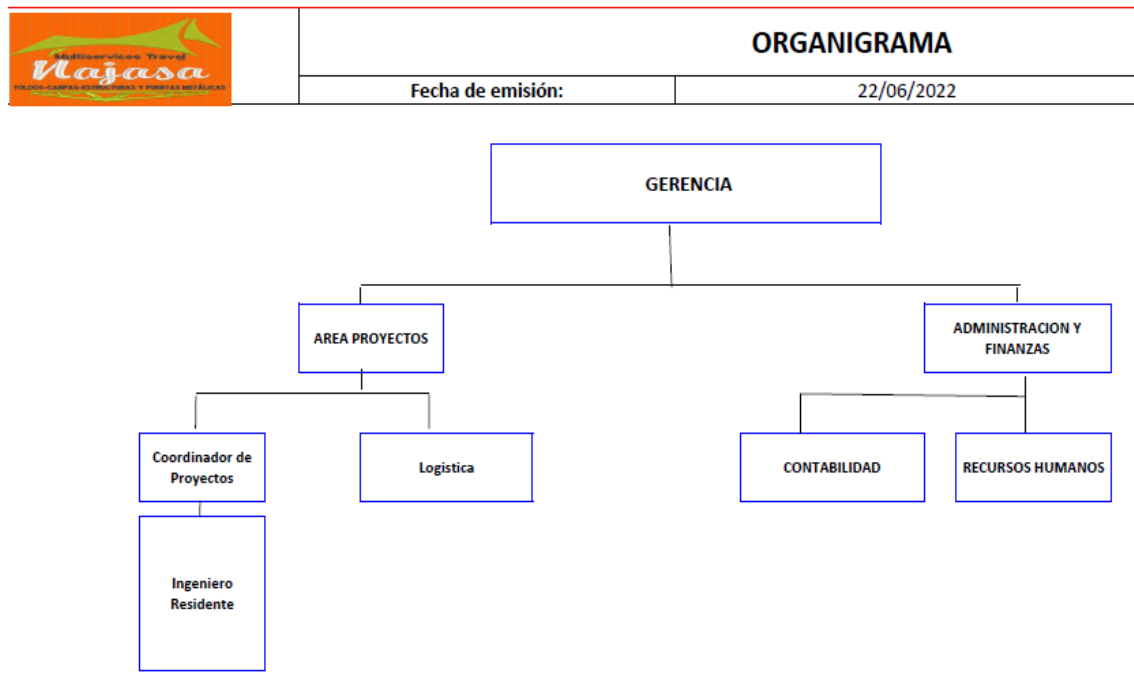 Multiservices Travel
Najasa
TOLDOS-CARPAS-ESTRUCTURAS Y PUERTAS METÁLICAS
ORGANIGRAMA
Fecha de emisión:
22/06/2022
GERENCIA
AREA PROYECTOS
ADMINISTRACION Y
FINANZAS
Coordinador de
Proyectos
Logistica
CONTABILIDAD
RECURSOS HUMANOS
Ingeniero
Residente